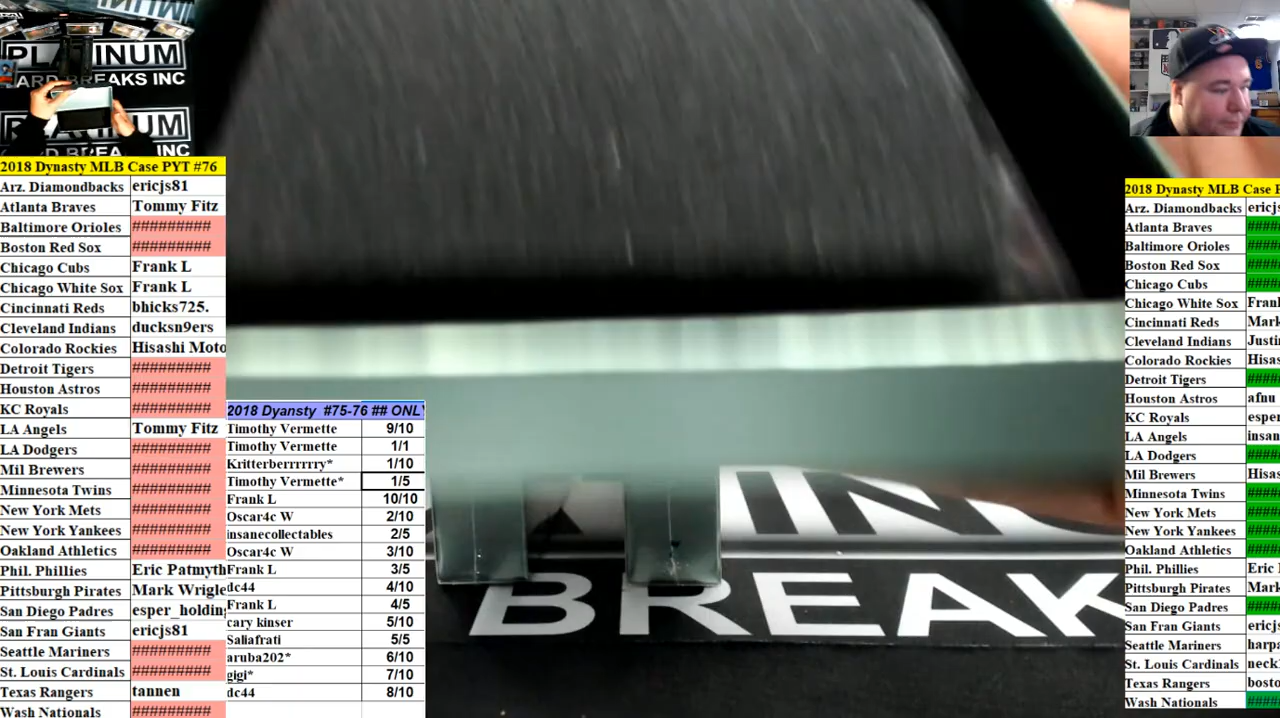 PLATINUM
CARD BREAKS INC
2018 Dynasty MLB Case PYT #76
Arz. Diamondbacks ericjs81
Atlanta Braves Tommy Fitz
Baltimore Orioles #########
Boston Red Sox #########
Chicago Cubs Frank L
Chicago White Sox Frank L
Cincinnati Reds bhicks725.
Cleveland Indians ducksn9ers
Colorado Rockies Hisashi Moto
Detroit Tigers #########
Houston Astros #########
KC Royals #########
LA Angels Tommy Fitz
LA Dodgers #########
Mil Brewers #########
Minnesota Twins #########
New York Mets #########
New York Yankees #########
Oakland Athletics #########
Phil. Phillies Eric Patmyth
Pittsburgh Pirates Mark Wrigle
San Diego Padres esper_holdin
San Fran Giants ericjs81
Seattle Mariners #########
St. Louis Cardinals #########
Texas Rangers tannen
Wash Nationals #########
2018 Dyansty #75-76 ## ONLY
Timothy Vermette 9/10
Timothy Vermette 1/1
Kritterberrrrrry* 1/10
Timothy Vermette* 1/5
Frank L 10/10
Oscar4c W 2/10
insanecollectables 2/5
Oscar4c W 3/10
Frank L 3/5
dc44 4/10
Frank L 4/5
cary kinser 5/10
Saliafrati 5/5
aruba202* 6/10
gigi* 7/10
dc44 8/10
BREAK
2018 Dynasty MLB Case P
Arz. Diamondbacks ericjs
Atlanta Braves ####
Baltimore Orioles ####
Boston Red Sox ####
Chicago Cubs ####
Chicago White Sox Fran
Cincinnati Reds Mark
Cleveland Indians Justi
Colorado Rockies Hisas
Detroit Tigers ####
Houston Astros afnu
KC Royals esper
LA Angels insan
LA Dodgers ####
Mil Brewers Hisas
Minnesota Twins ####
New York Mets ####
New York Yankees ####
Oakland Athletics ####
Phil. Phillies Eric
Pittsburgh Pirates Mark
San Diego Padres ####
San Fran Giants ericjs
Seattle Mariners harpa
St. Louis Cardinals neck
Texas Rangers bosto
Wash Nationals ####